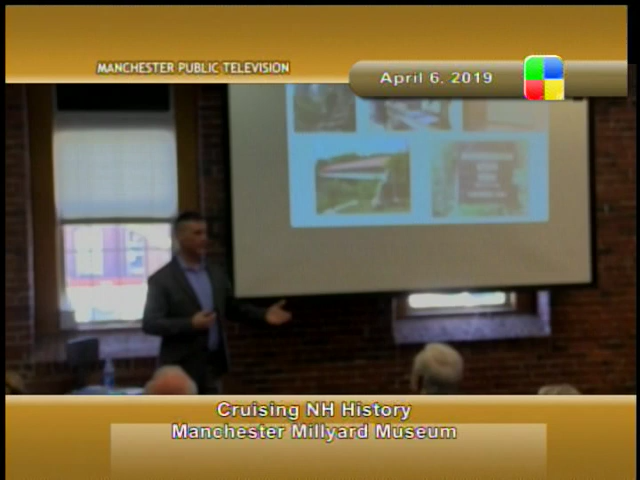 MANCHESTER PUBLIC TELEVISION
April 6, 2019
Cruising NH History
Manchester Millyard Museum